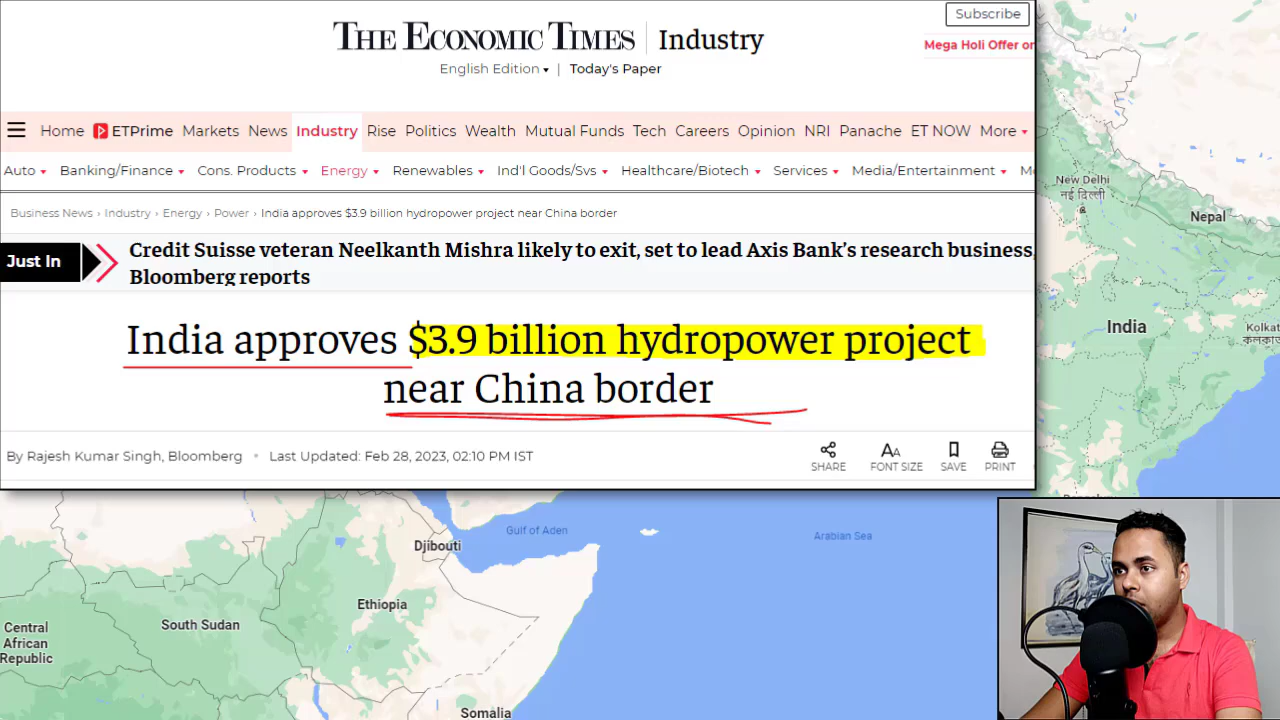 Subscribe
THE ECONOMIC TIMES | Industry
Mega Holi Offer on
English Edition ▾ | Today's Paper
Home ETPrime Markets News Industry Rise Politics Wealth Mutual Funds Tech Careers Opinion NRI Panache ET NOW More ▾
Auto ▾ Banking/Finance ▾ Cons. Products ▾ Energy ▾ Renewables ▾ Ind'l Goods/Svs ▾ Healthcare/Biotech ▾ Services ▾ Media/Entertainment ▾
Business News › Industry › Energy › Power › India approves $3.9 billion hydropower project near China border
Just In
Credit Suisse veteran Neelkanth Mishra likely to exit, set to lead Axis Bank's research business,
Bloomberg reports
India approves $3.9 billion hydropower project
near China border
By Rajesh Kumar Singh, Bloomberg • Last Updated: Feb 28, 2023, 02:10 PM IST
SHARE
AA FONT SIZE
SAVE
PRINT
New Delhi
नई दिल्ली
Nepal
India
Kolkat
Gulf of Aden
Djibouti
Arabian Sea
Ethiopia
South Sudan
Central
African
Republic
Somalia